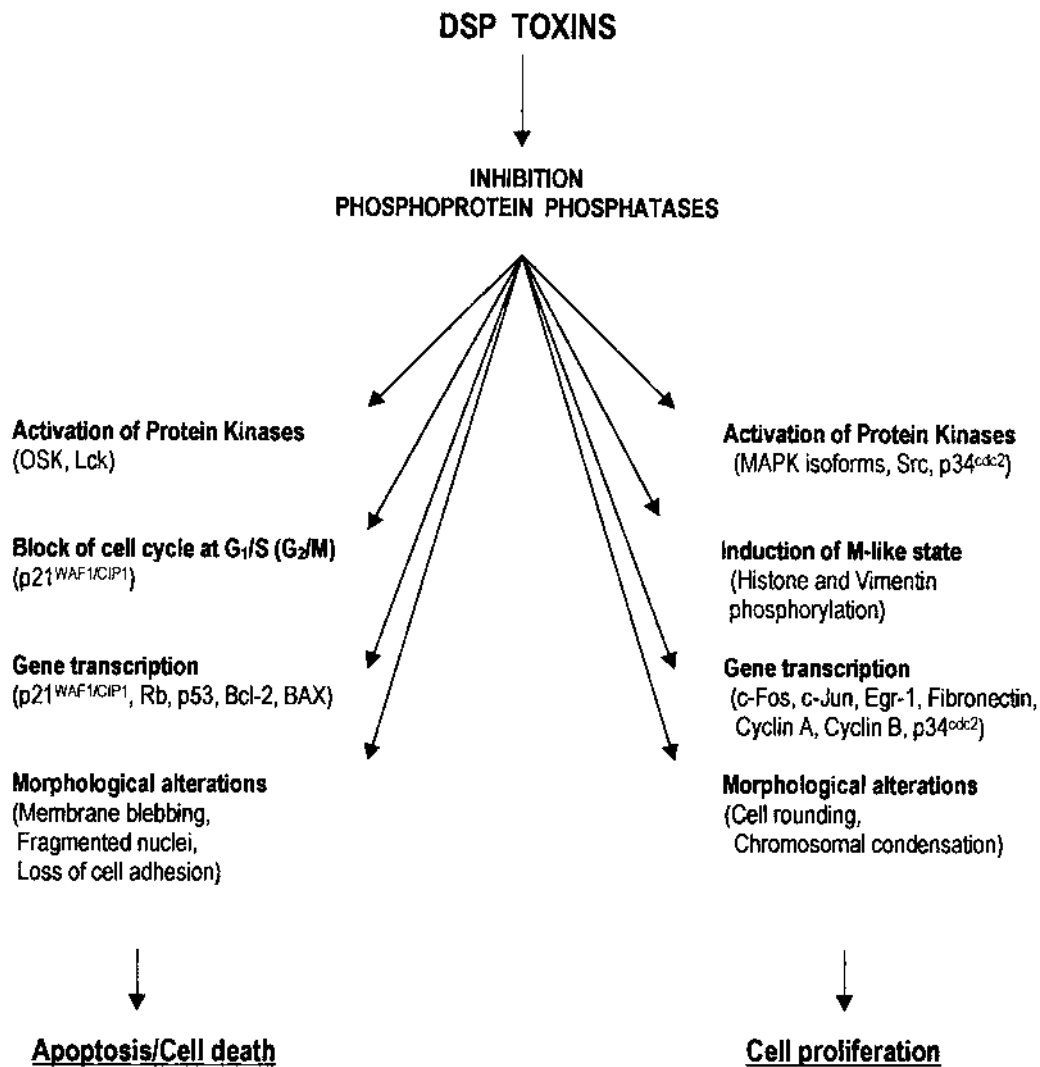 DSP TOXINS
INHIBITION
PHOSPHOPROTEIN PHOSPHATASES
Activation of Protein Kinases
(OSK, Lck)
Block of cell cycle at G₁/S (G₂/M)
(p21WAF1/CIP1)
Gene transcription
(p21WAF1/CIP1, Rb, p53, Bcl-2, BAX)
Morphological alterations
(Membrane blebbing,
Fragmented nuclei,
Loss of cell adhesion)
Apoptosis/Cell death
Activation of Protein Kinases
(MAPK isoforms, Src, p34cdc2)
Induction of M-like state
(Histone and Vimentin
phosphorylation)
Gene transcription
(c-Fos, c-Jun, Egr-1, Fibronectin,
Cyclin A, Cyclin B, p34cdc2)
Morphological alterations
(Cell rounding,
Chromosomal condensation)
Cell proliferation